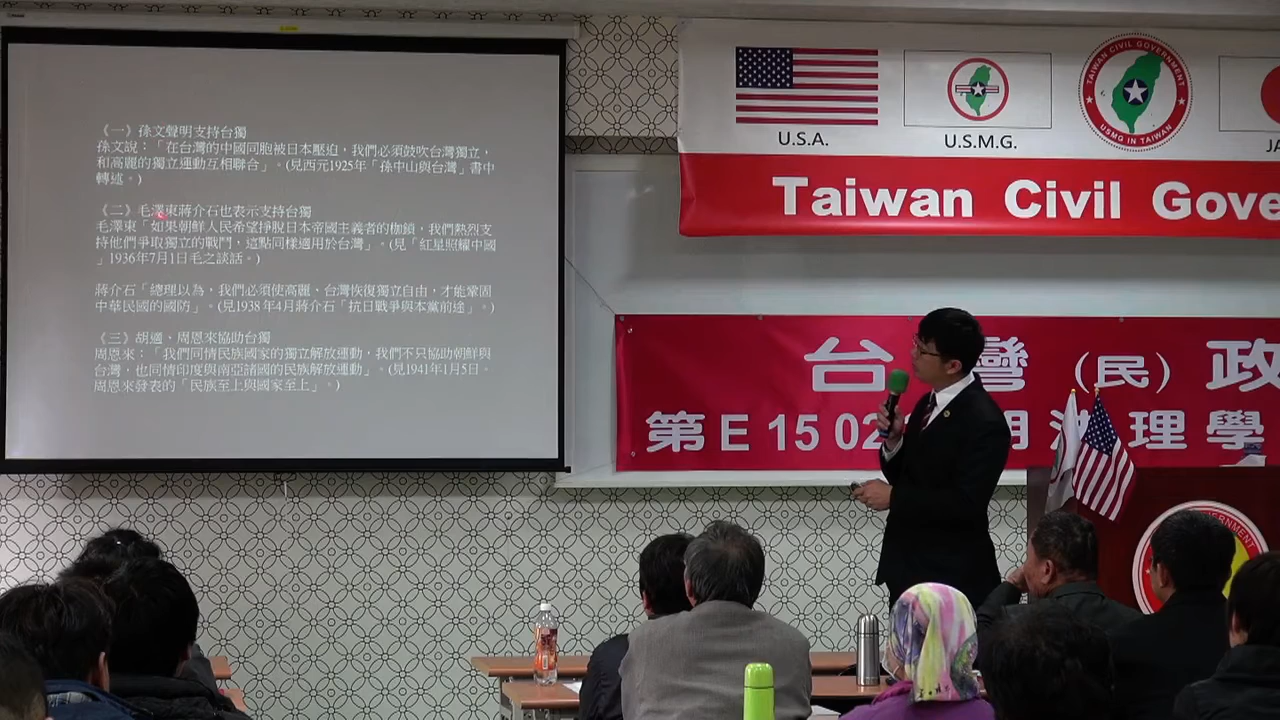 《一》孫文聲明支持台獨
孫文說：「在台灣的中國同胞被日本壓迫，我們必須鼓吹台灣獨立，
和高麗的獨立運動互相聯合」。(見西元1925年「孫中山與台灣」書中
轉述。)
《二》毛澤東蔣介石也表示支持台獨
毛澤東「如果朝鮮人民希望掙脫日本帝國主義者的枷鎖，我們熱烈支
持他們爭取獨立的戰鬥，這點同樣適用於台灣」。(見「紅星照耀中國
」1936年7月1日毛之談話。)
蔣介石「總理以為，我們必須使高麗、台灣恢復獨立自由，才能鞏固
中華民國的國防」。(見1938年4月蔣介石「抗日戰爭與本黨前途」。)
《三》胡適、周恩來協助台獨
周恩來：「我們同情民族國家的獨立解放運動，我們不只協助朝鮮與
台灣，也同情印度與南亞諸國的民族解放運動」。(見1941年1月5日。
周恩來發表的「民族至上與國家至上」。)
U.S.A.
U.S.M.G.
TAIWAN CIVIL GOVERNMENT
USMG IN TAIWAN
JA
Taiwan Civil Gove
台灣（民）政
第E 15 02
期 法理學